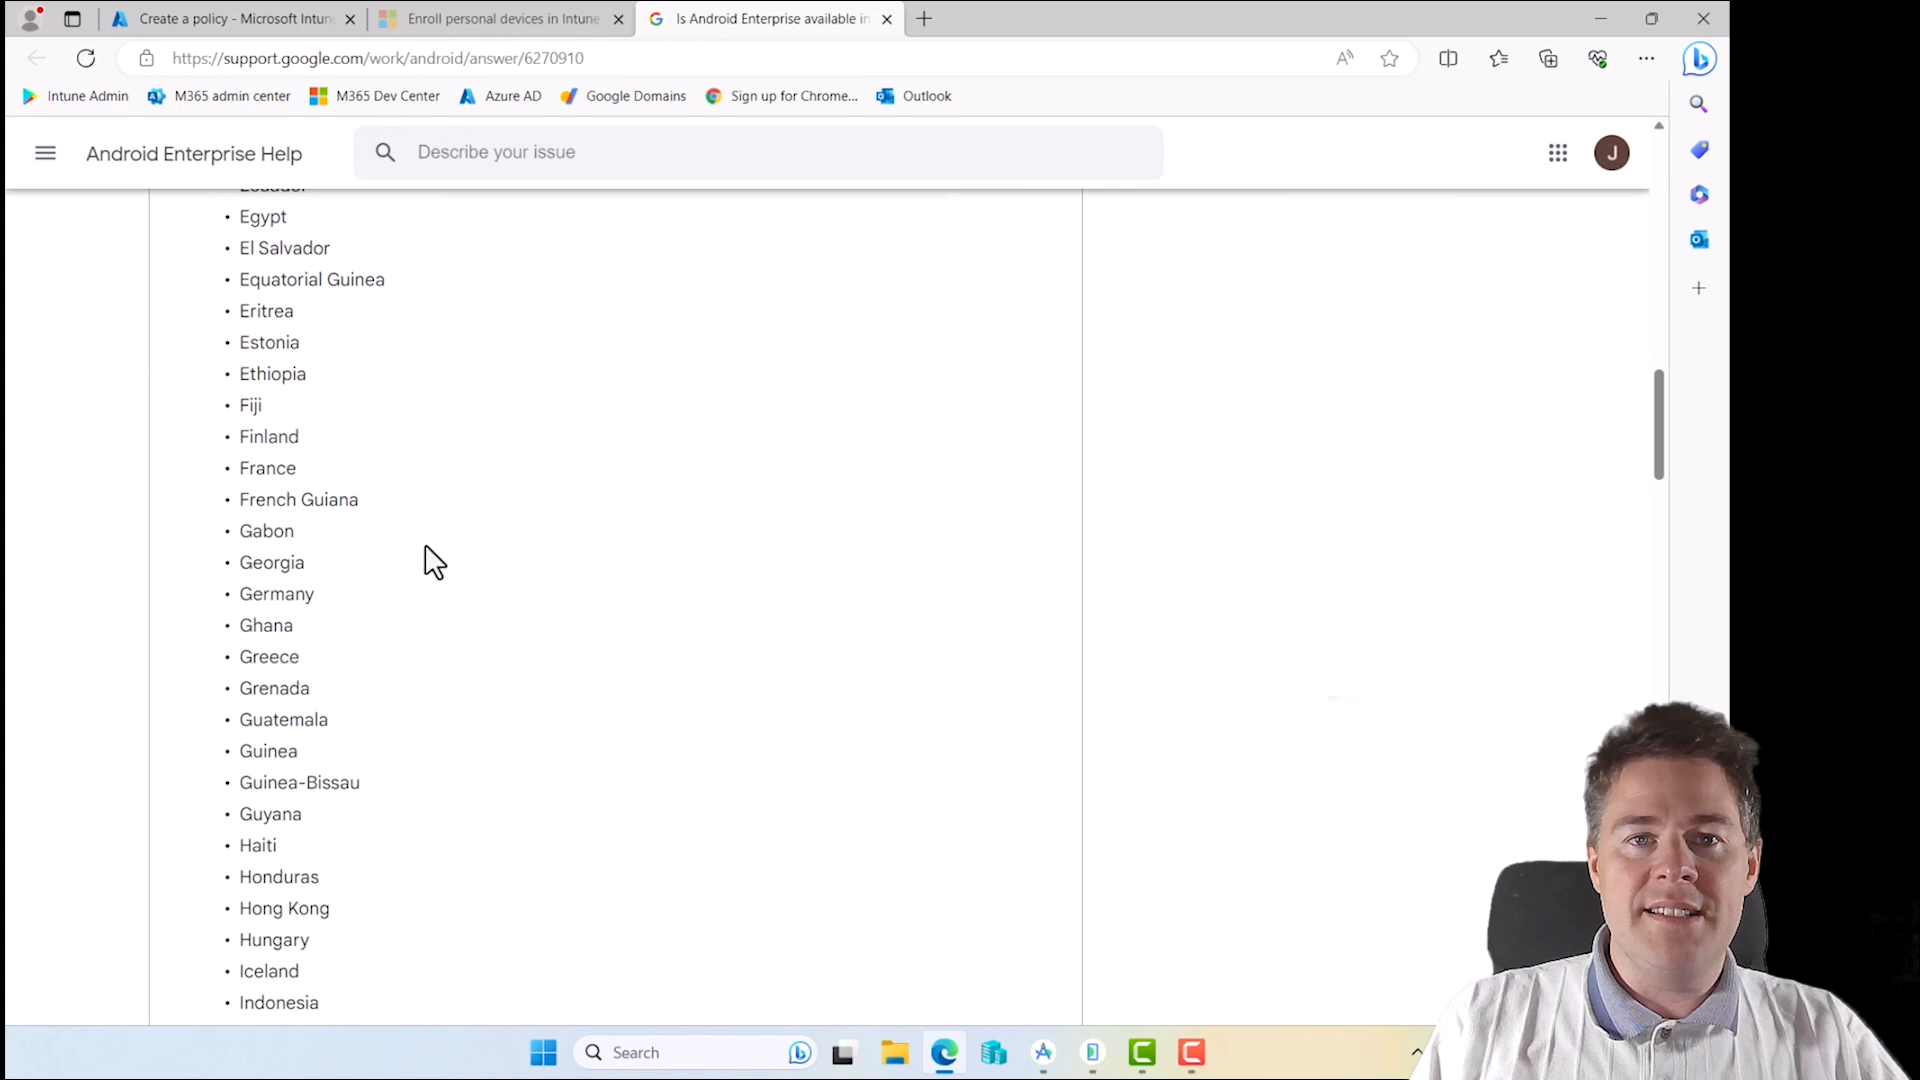 Create a policy - Microsoft Intun
Enroll personal devices in Intune
Is Android Enterprise available in
https://support.google.com/work/android/answer/6270910
Intune Admin
M365 admin center
M365 Dev Center
Azure AD
Google Domains
Sign up for Chrome...
Outlook
Android Enterprise Help
Describe your issue
J
Ecuador
• Egypt
• El Salvador
• Equatorial Guinea
• Eritrea
• Estonia
• Ethiopia
• Fiji
• Finland
• France
• French Guiana
• Gabon
• Georgia
• Germany
• Ghana
• Greece
• Grenada
• Guatemala
• Guinea
• Guinea-Bissau
• Guyana
• Haiti
• Honduras
• Hong Kong
• Hungary
• Iceland
• Indonesia
Search